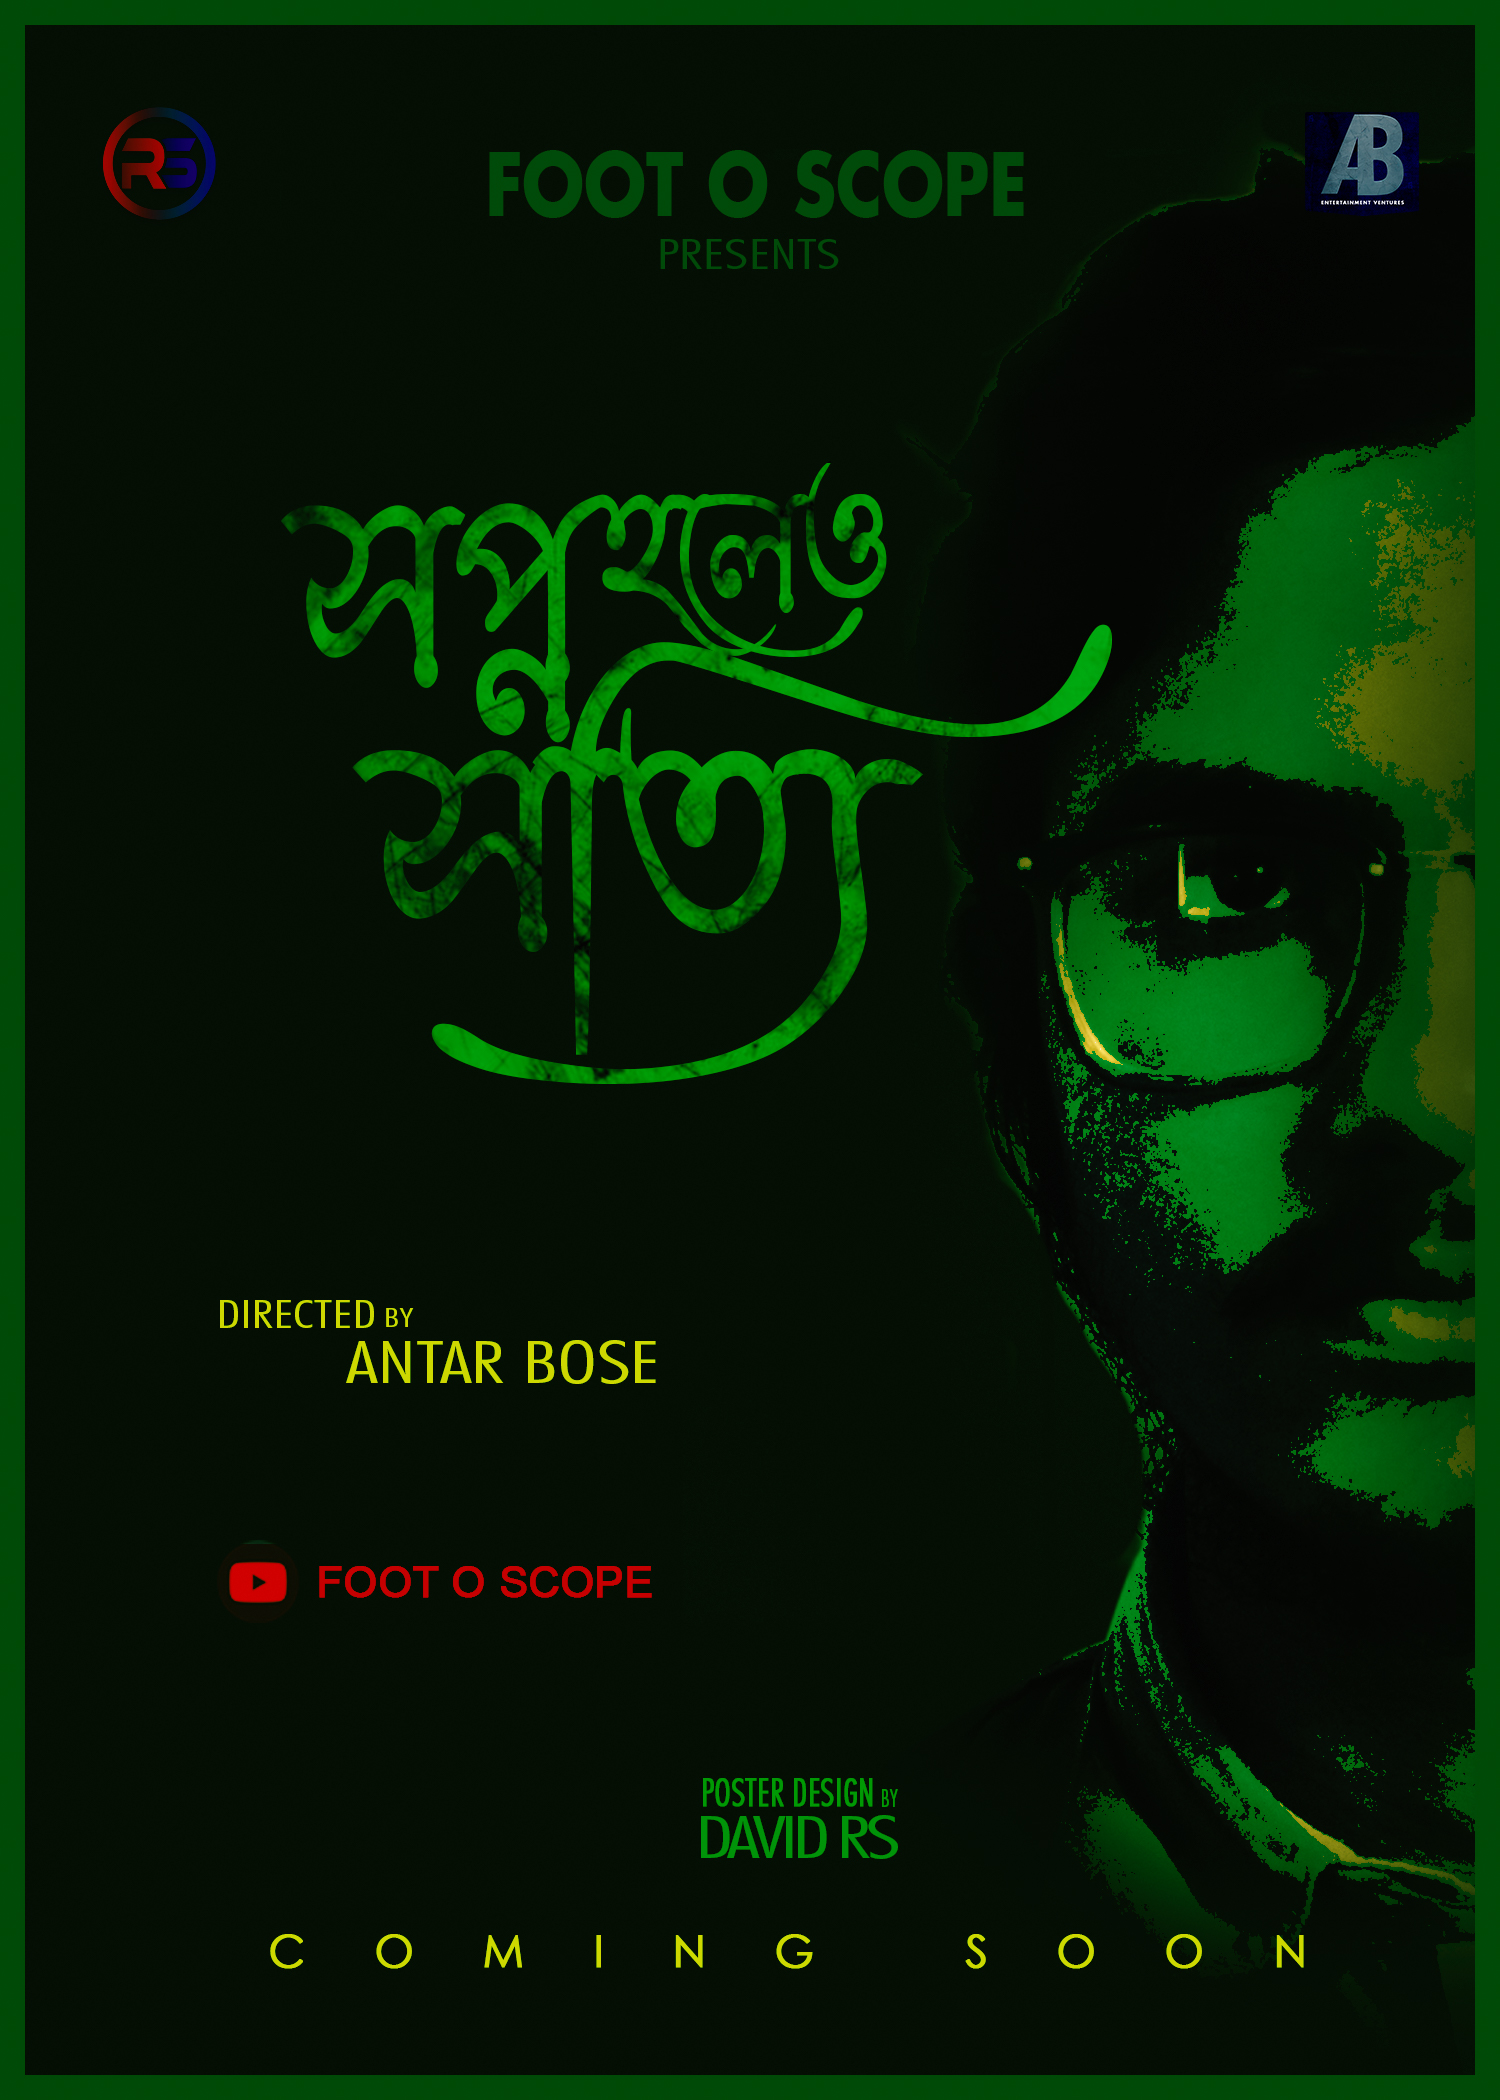 RS
AB
ENTERTAINMENT VENTURES
FOOT O SCOPE
PRESENTS
স্বপ্নহলেও
সত্যি
DIRECTED BY
ANTAR BOSE
FOOT O SCOPE
POSTER DESIGN BY
DAVID RS
COMING SOON